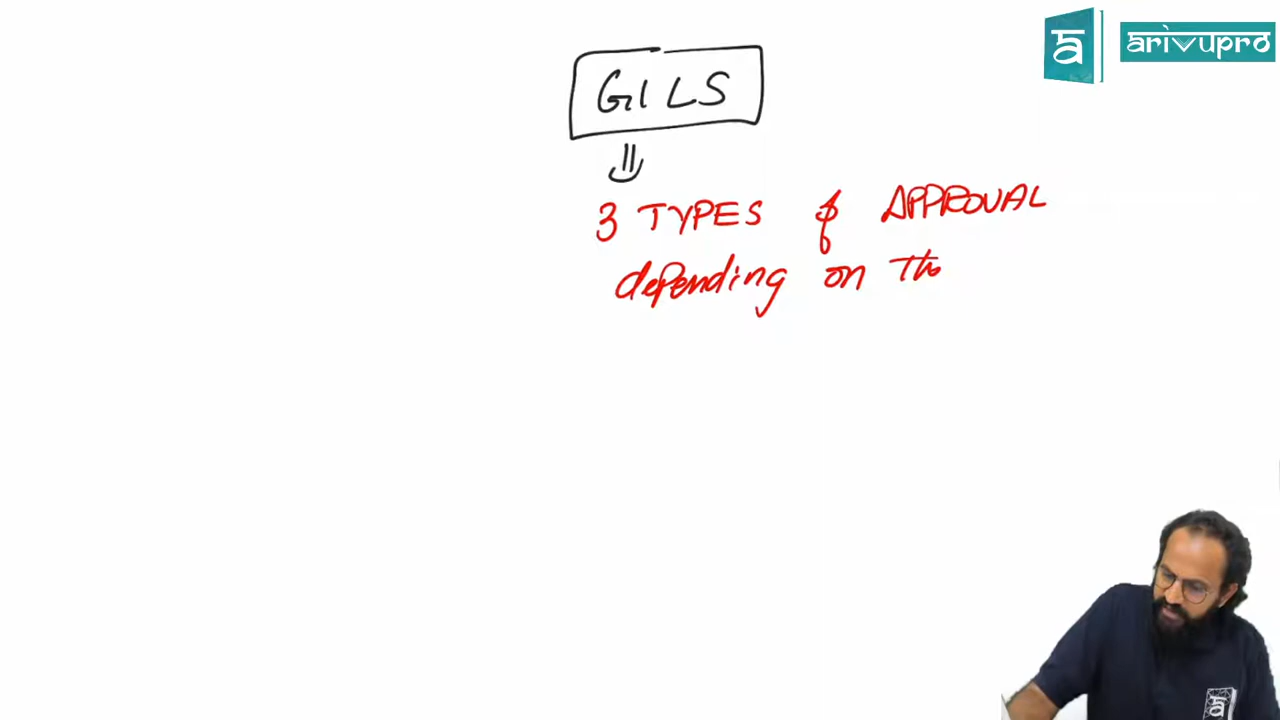 ā arivupro
GILS
3 TYPES of APPROVAL
depending on the
ā